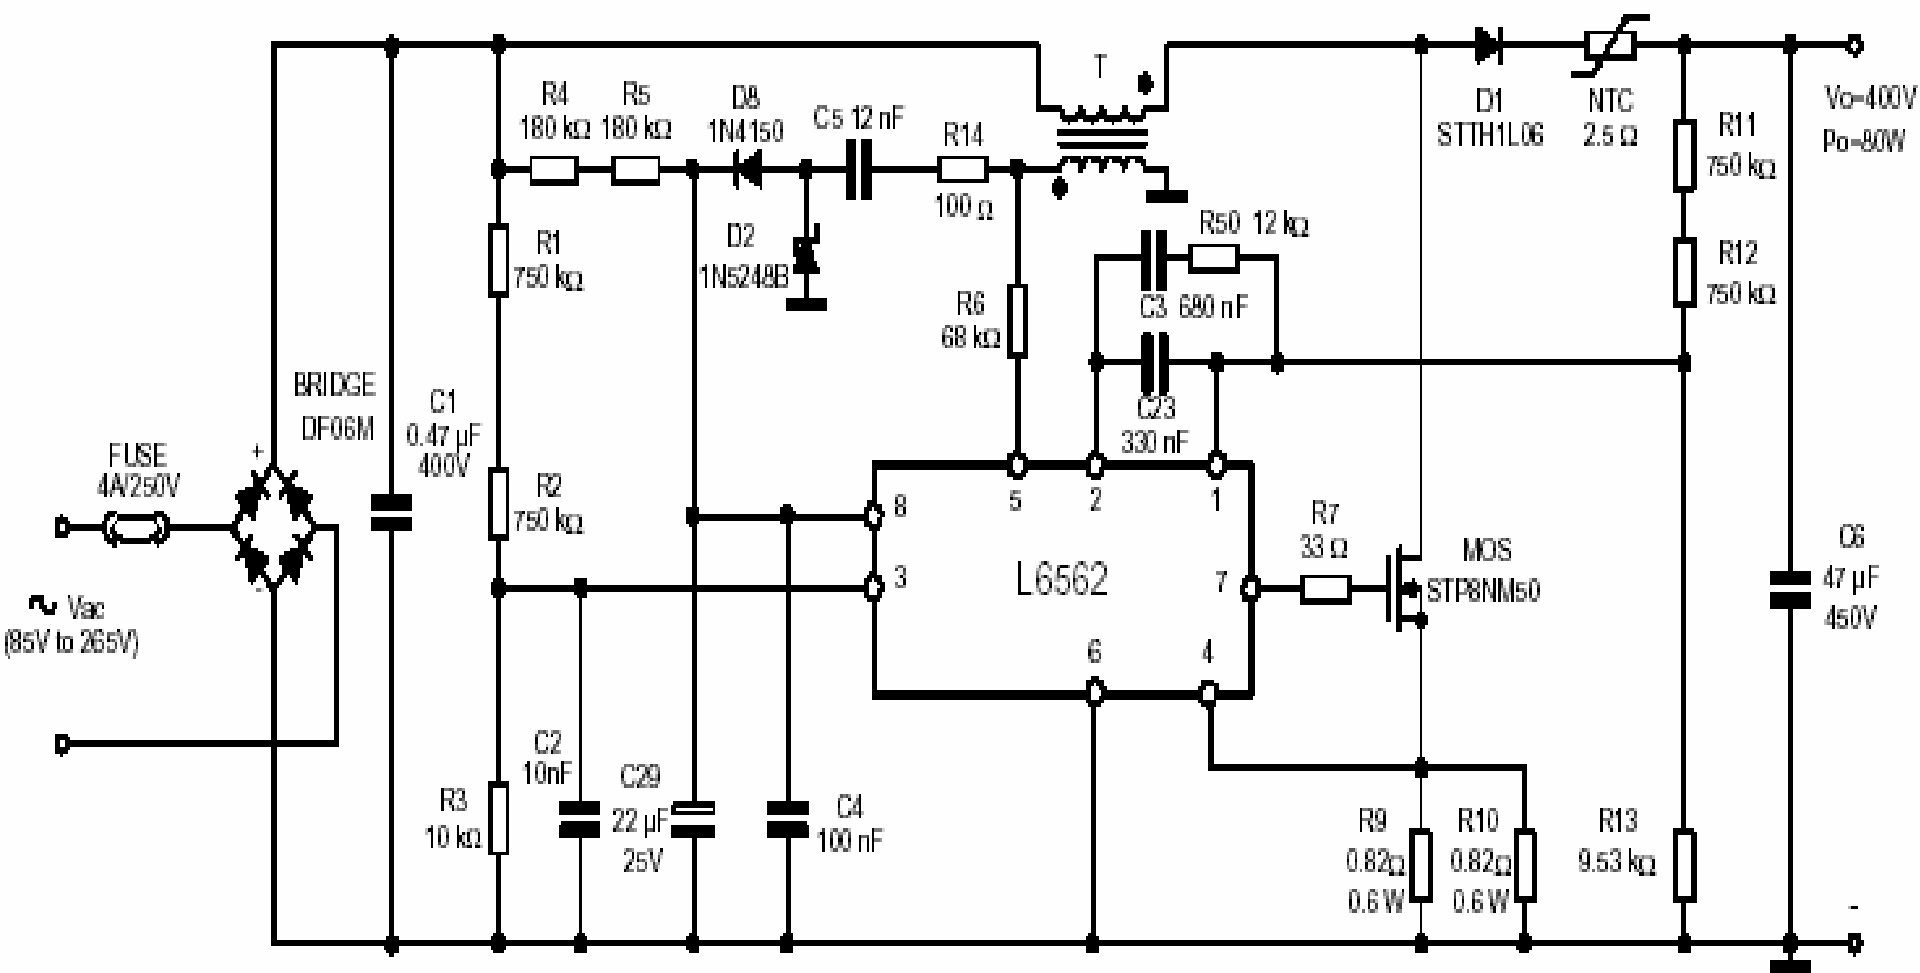 T
R4
180 kΩ
R5
180 kΩ
D8
1N4150
C5 12 nF
R14
100 Ω
D1
STTH1L06
NTC
2.5 Ω
Vo=400V
Po=80W
R11
750 kΩ
R12
750 kΩ
R1
750 kΩ
D2
1N5248B
R50 12 kΩ
C3 680 nF
R6
68 kΩ
C23
330 nF
BRIDGE
DF06M
+
-
C1
0.47 µF
400V
FUSE
4A/250V
R2
750 kΩ
8
3
5
2
1
7
6
4
L6562
R7
33 Ω
MOS
STP8NM50
C6
47 µF
450V
Vac
(85V to 265V)
C2
10nF
C29
22 µF
25V
R3
10 kΩ
C4
100 nF
R9
0.82Ω
0.6 W
R10
0.82Ω
0.6 W
R13
9.53 kΩ
-